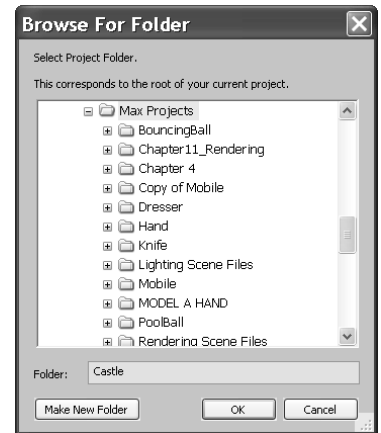 Browse For Folder
Select Project Folder.
This corresponds to the root of your current project.
Max Projects
BouncingBall
Chapter11_Rendering
Chapter 4
Copy of Mobile
Dresser
Hand
Knife
Lighting Scene Files
Mobile
MODEL A HAND
PoolBall
Rendering Scene Files
Folder: Castle
Make New Folder OK Cancel